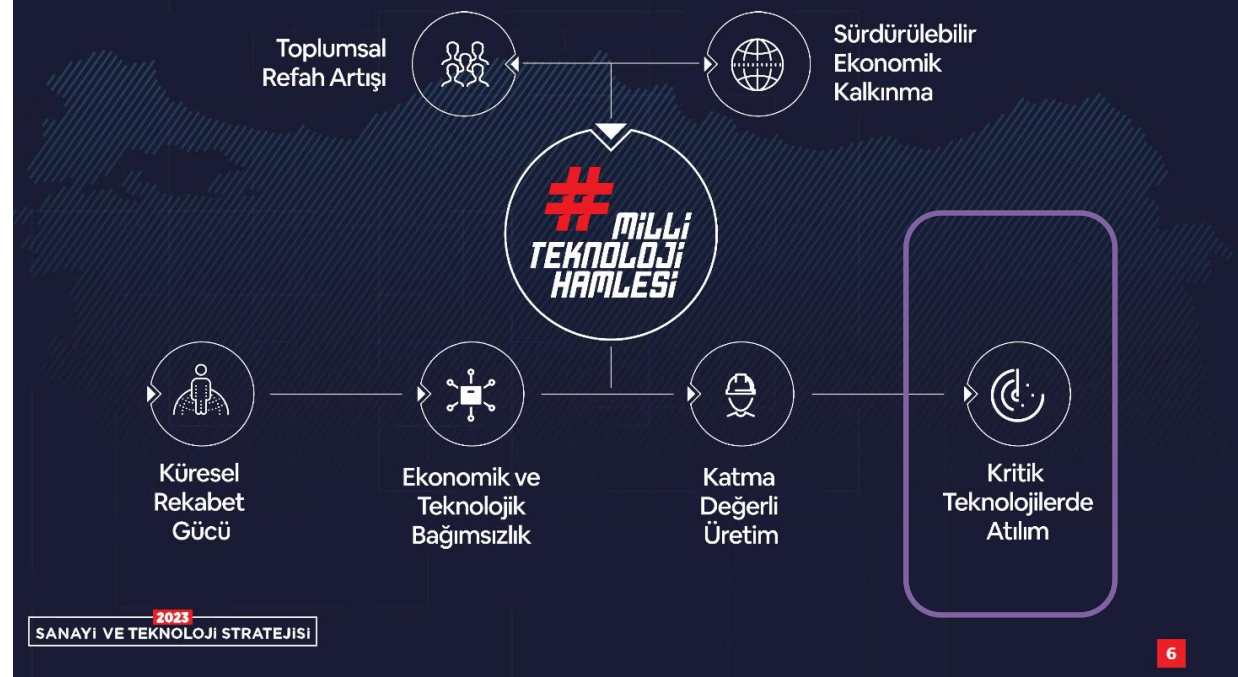 Toplumsal
Refah Artışı
Sürdürülebilir
Ekonomik
Kalkınma
#
MİLLİ
TEKNOLOJİ
HAMLESİ
Küresel
Rekabet
Gücü
Ekonomik ve
Teknolojik
Bağımsızlık
Katma
Değerli
Üretim
Kritik
Teknolojilerde
Atılım
2023
SANAYİ VE TEKNOLOJİ STRATEJİSİ
6